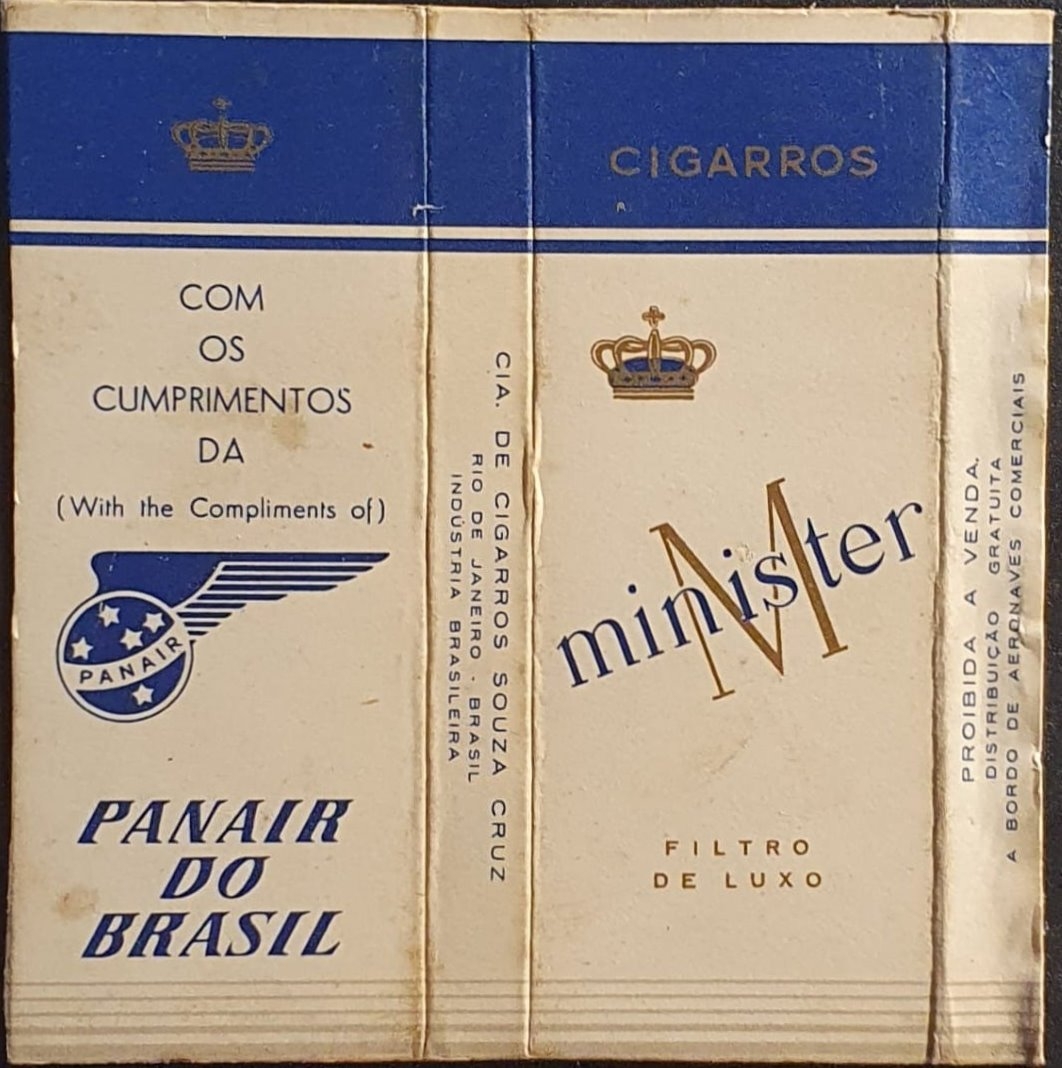 COM
OS
CUMPRIMENTOS
DA
(With the Compliments of)
PANAIR
PANAIR
DO
BRASIL
CIA. DE CIGARROS SOUZA CRUZ
RIO DE JANEIRO - BRASIL
INDÚSTRIA BRASILEIRA
CIGARROS
M
minister
FILTRO
DE LUXO
PROIBIDA A VENDA.
DISTRIBUIÇÃO GRATUITA
A BORDO DE AERONAVES COMERCIAIS